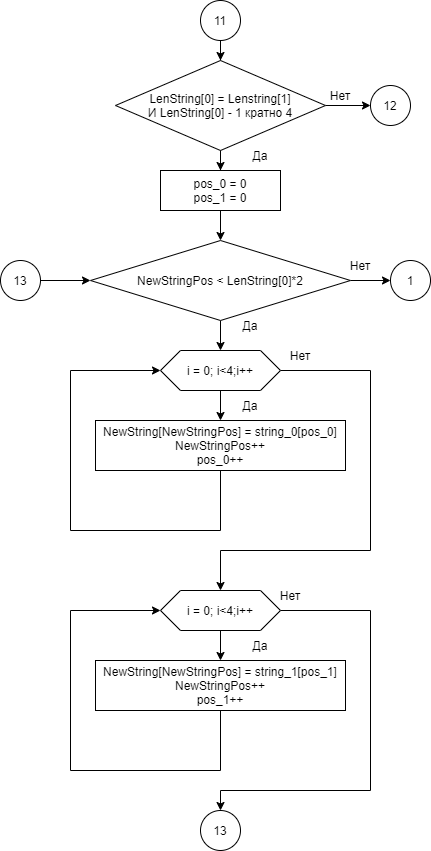 11
LenString[0] = Lenstring[1]
И LenString[0] - 1 кратно 4
Нет
12
Да
pos_0 = 0
pos_1 = 0
13
NewStringPos < LenString[0]*2
Нет
1
Да
i = 0; i<4;i++
Нет
Да
NewString[NewStringPos] = string_0[pos_0]
NewStringPos++
pos_0++
i = 0; i<4;i++
Нет
Да
NewString[NewStringPos] = string_1[pos_1]
NewStringPos++
pos_1++
13